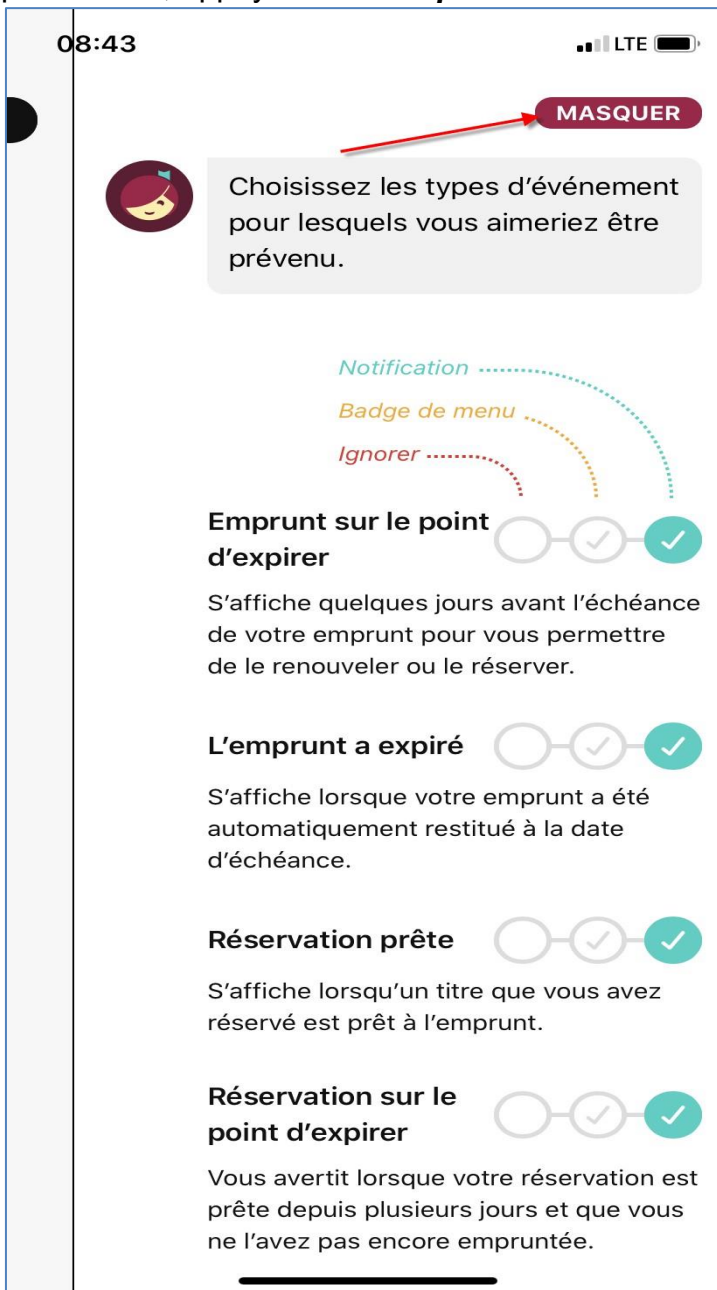 08:43 LTE
MASQUER
Choisissez les types d’événement
pour lesquels vous aimeriez être
prévenu.
Notification
Badge de menu
Ignorer
Emprunt sur le point
d’expirer
S’affiche quelques jours avant l’échéance
de votre emprunt pour vous permettre
de le renouveler ou le réserver.
L’emprunt a expiré
S’affiche lorsque votre emprunt a été
automatiquement restitué à la date
d’échéance.
Réservation prête
S’affiche lorsqu’un titre que vous avez
réservé est prêt à l’emprunt.
Réservation sur le
point d’expirer
Vous avertit lorsque votre réservation est
prête depuis plusieurs jours et que vous
ne l’avez pas encore empruntée.